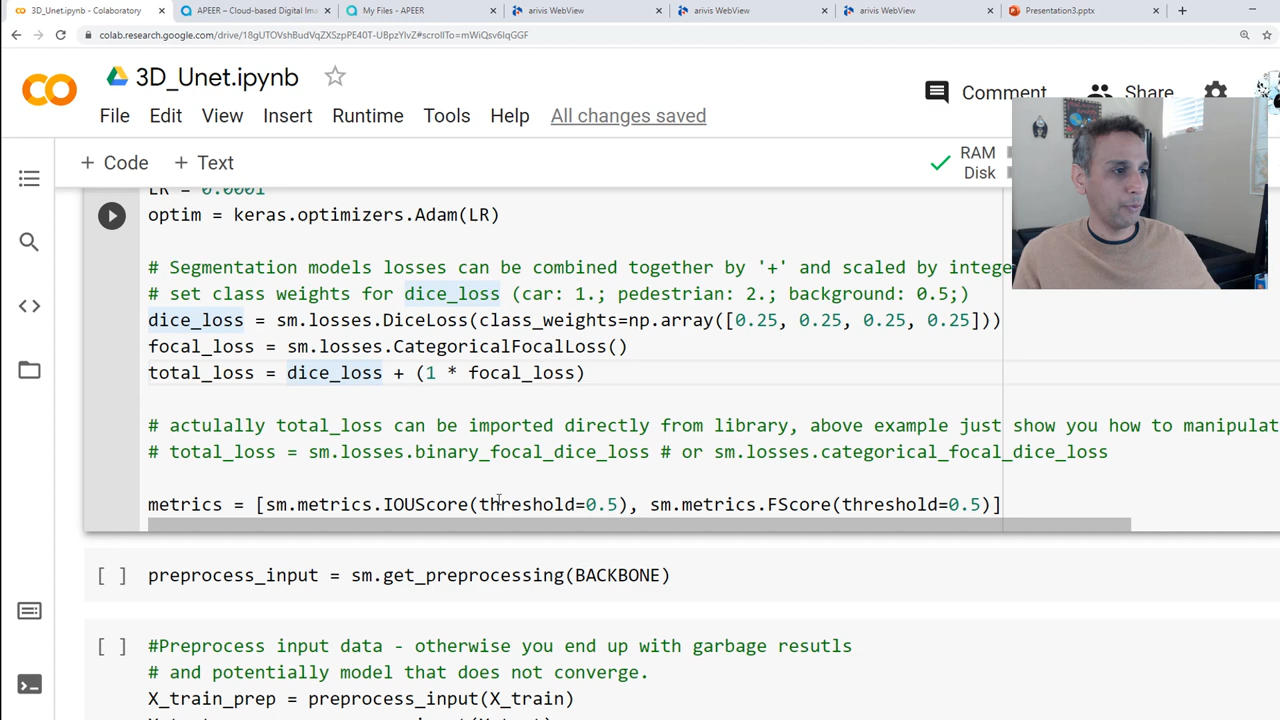 3D_Unet.ipynb - Colaboratory
APEER – Cloud-based Digital Ima
My Files - APEER
arivis WebView
arivis WebView
arivis WebView
Presentation3.pptx
colab.research.google.com/drive/18gUTOVshBudVqZXSzpPE40T-UBpzYlvZ#scrollTo=mWiQsv6IqGGF
3D_Unet.ipynb
Comment
Share
File Edit View Insert Runtime Tools Help All changes saved
+ Code + Text
RAM
Disk
LR = 0.0001
optim = keras.optimizers.Adam(LR)
# Segmentation models losses can be combined together by '+' and scaled by intege
# set class weights for dice_loss (car: 1.; pedestrian: 2.; background: 0.5;)
dice_loss = sm.losses.DiceLoss(class_weights=np.array([0.25, 0.25, 0.25, 0.25]))
focal_loss = sm.losses.CategoricalFocalLoss()
total_loss = dice_loss + (1 * focal_loss)
# actulally total_loss can be imported directly from library, above example just show you how to manipulat
# total_loss = sm.losses.binary_focal_dice_loss # or sm.losses.categorical_focal_dice_loss
metrics = [sm.metrics.IOUScore(threshold=0.5), sm.metrics.FScore(threshold=0.5)]
[ ] preprocess_input = sm.get_preprocessing(BACKBONE)
[ ] #Preprocess input data - otherwise you end up with garbage resutls
# and potentially model that does not converge.
X_train_prep = preprocess_input(X_train)